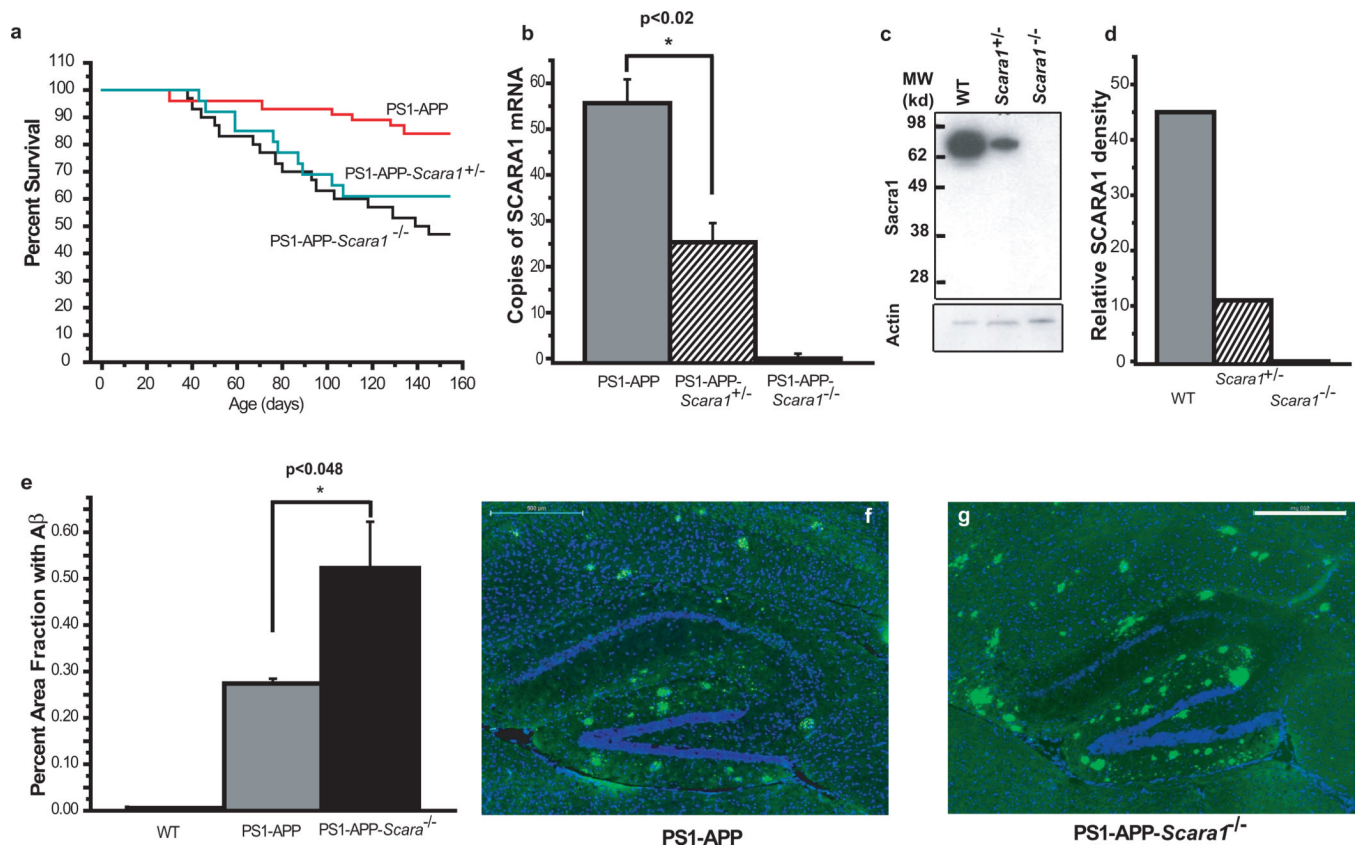 a
110
100
90
80
70
60
50
40
30
20
10
0
Percent Survival
PS1-APP
PS1-APP-Scara1+/-
PS1-APP-Scara1 -/-
0 20 40 60 80 100 120 140 160
Age (days)
b
p<0.02
*
60
50
40
30
20
10
0
Copies of SCARA1 mRNA
PS1-APP
PS1-APP-
Scara1+/-
PS1-APP-
Scara1-/-
c
MW
(kd)
WT
Scara1+/-
Scara1-/-
98
62
49
38
28
Sacra1
Actin
d
50
40
30
20
10
0
Relative SCARA1 density
WT
Scara1+/-
Scara1-/-
e
p<0.048
*
0.60
0.50
0.40
0.30
0.20
0.10
0.00
Percent Area Fraction with Aβ
WT
PS1-APP
PS1-APP-Scara-/-
500 µm
f
PS1-APP
g
500 µm
PS1-APP-Scara1-/-